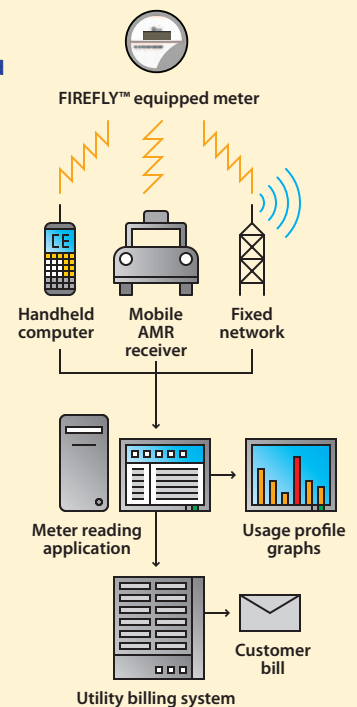 FIREFLY™ equipped meter
CE
Handheld
computer
Mobile
AMR
receiver
Fixed
network
Meter reading
application
Usage profile
graphs
Customer
bill
Utility billing system